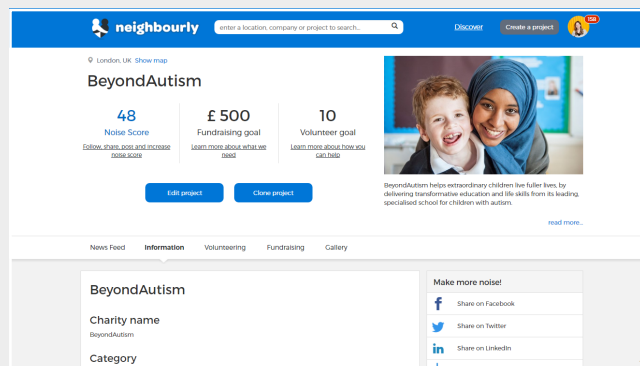 neighbourly
enter a location, company or project to search...
Discover
Create a project
158
London, UK Show map
BeyondAutism
48
Noise Score
Follow, share, post and increase
noise score
£ 500
Fundraising goal
Learn more about what we
need
10
Volunteer goal
Learn more about how you
can help
Edit project
Clone project
BeyondAutism helps extraordinary children live fuller lives, by
delivering transformative education and life skills from its leading,
specialised school for children with autism.
read more...
News Feed
Information
Volunteering
Fundraising
Gallery
BeyondAutism
Charity name
BeyondAutism
Category
Make more noise!
Share on Facebook
Share on Twitter
Share on LinkedIn